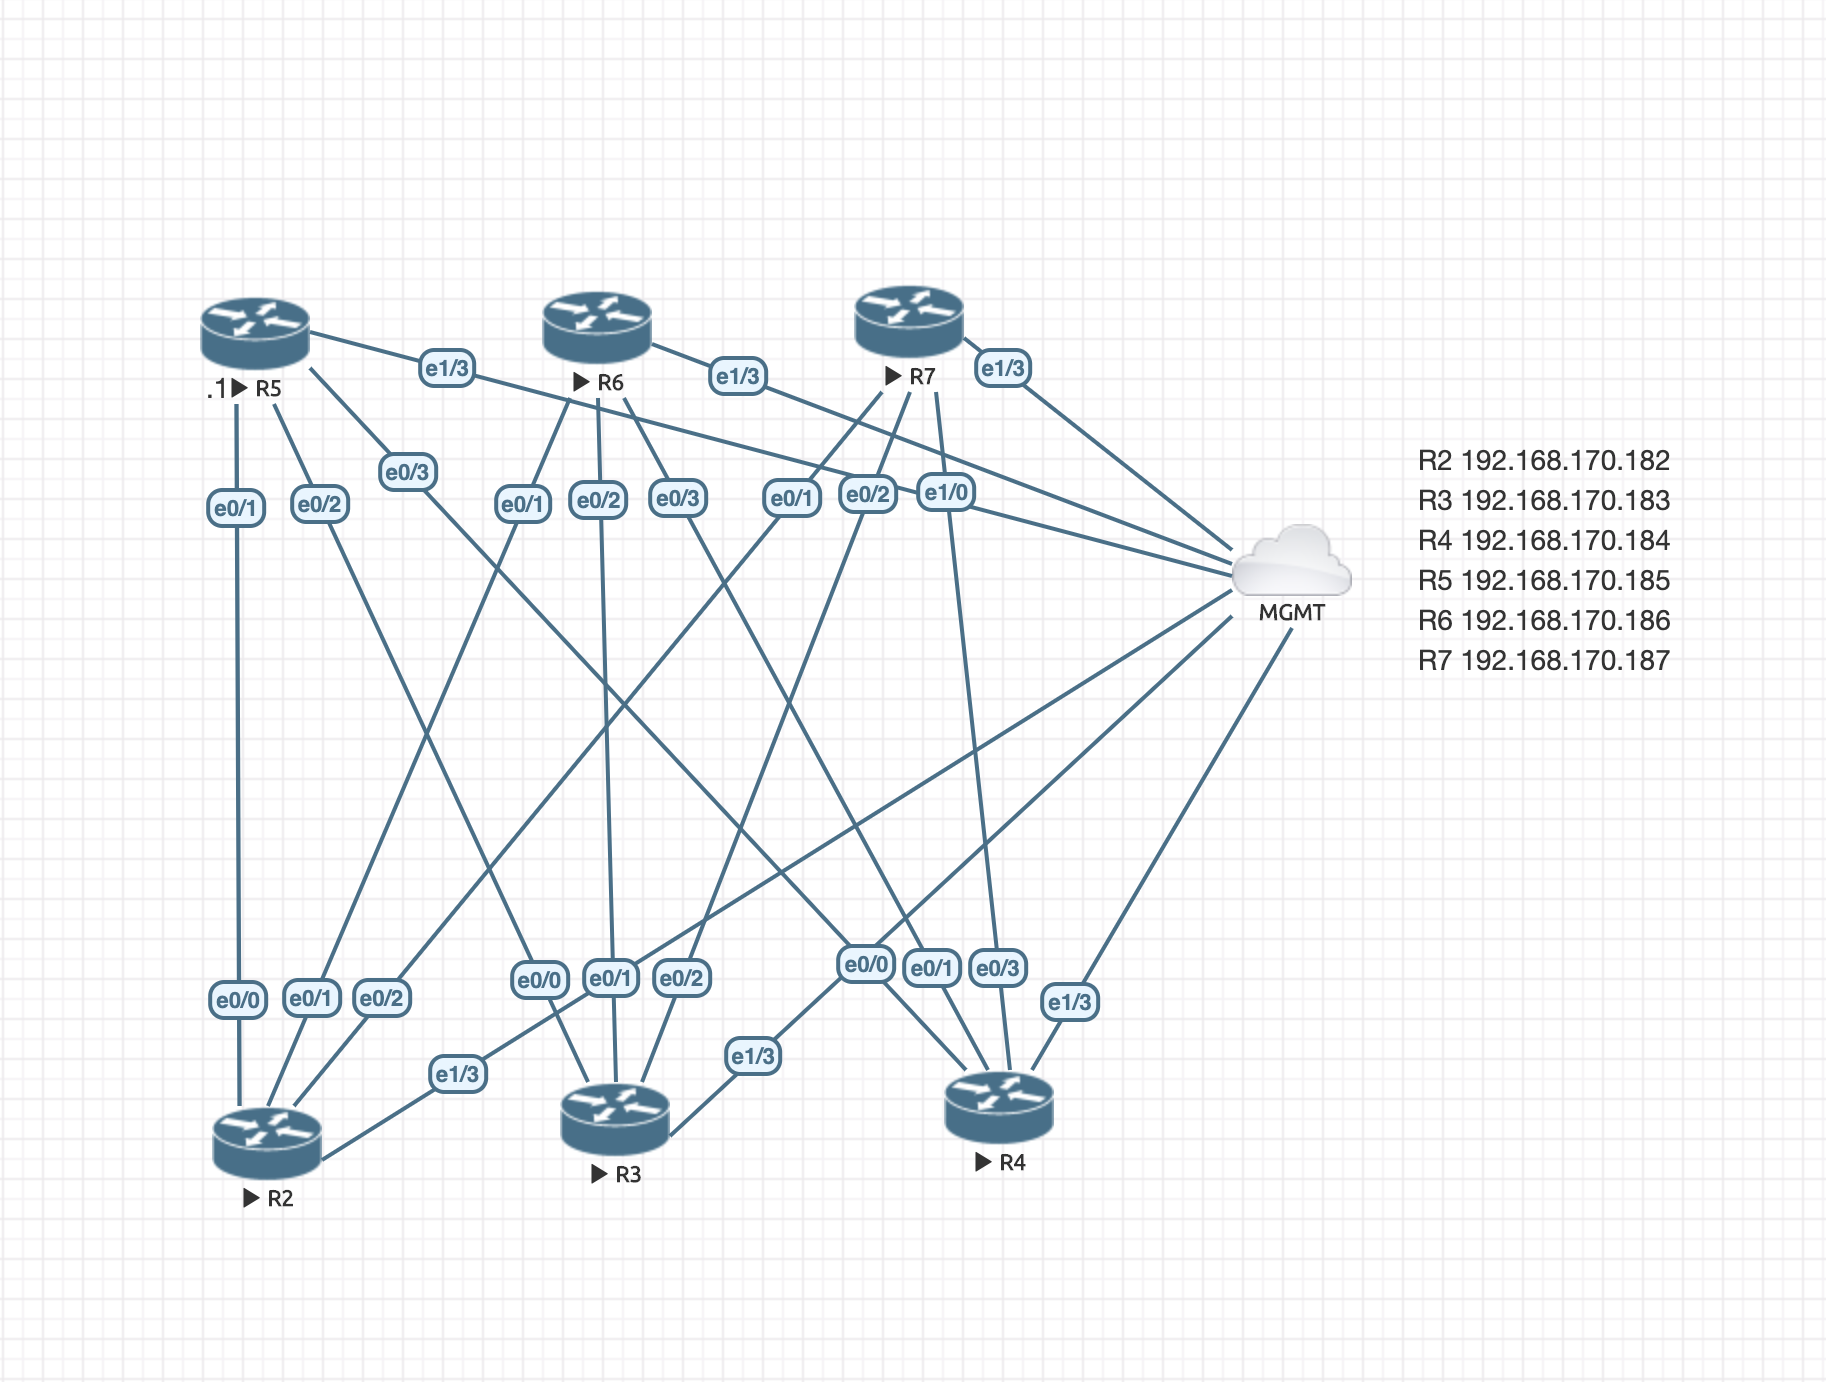 R5
.1
R6
R7
e1/3
e1/3
e1/3
e0/3
e0/1
e0/2
e0/1
e0/2
e0/3
e0/1
e0/2
e1/0
MGMT
R2 192.168.170.182
R3 192.168.170.183
R4 192.168.170.184
R5 192.168.170.185
R6 192.168.170.186
R7 192.168.170.187
e0/0
e0/1
e0/2
e0/0
e0/1
e0/2
e0/0
e0/1
e0/3
e1/3
e1/3
e1/3
R2
R3
R4